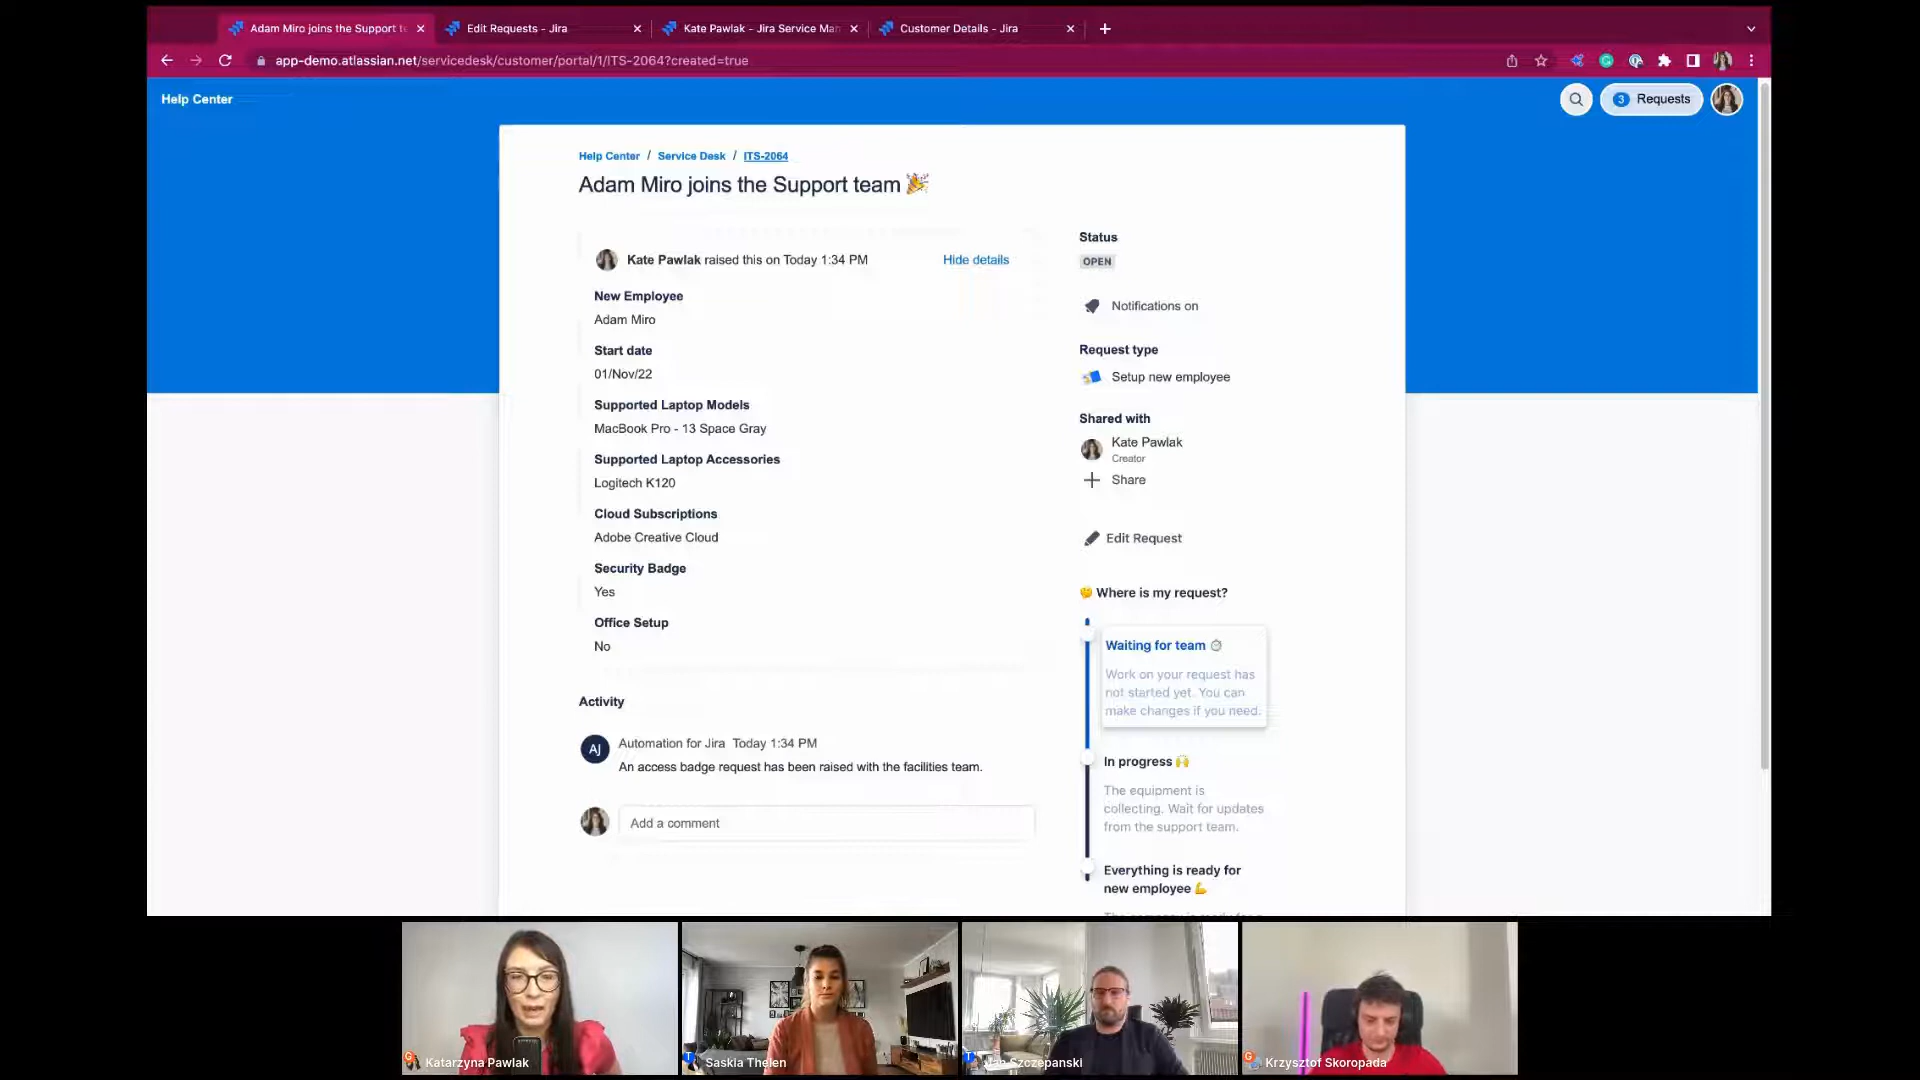 Adam Miro joins the Support te
Edit Requests - Jira
Kate Pawlak - Jira Service Man
Customer Details - Jira
app-demo.atlassian.net/servicedesk/customer/portal/1/ITS-2064?created=true
Help Center
3 Requests
Help Center / Service Desk / ITS-2064
Adam Miro joins the Support team 🎉
Kate Pawlak raised this on Today 1:34 PM
Hide details
New Employee
Adam Miro
Start date
01/Nov/22
Supported Laptop Models
MacBook Pro - 13 Space Gray
Supported Laptop Accessories
Logitech K120
Cloud Subscriptions
Adobe Creative Cloud
Security Badge
Yes
Office Setup
No
Activity
AJ
Automation for Jira Today 1:34 PM
An access badge request has been raised with the facilities team.
Add a comment
Status
OPEN
Notifications on
Request type
Setup new employee
Shared with
Kate Pawlak
Creator
Share
Edit Request
🤔 Where is my request?
Waiting for team ⏱
Work on your request has
not started yet. You can
make changes if you need.
In progress 🙌
The equipment is
collecting. Wait for updates
from the support team.
Everything is ready for
new employee 💪
Katarzyna Pawlak
Saskia Thelen
Jan Szczepanski
Krzysztof Skoropada